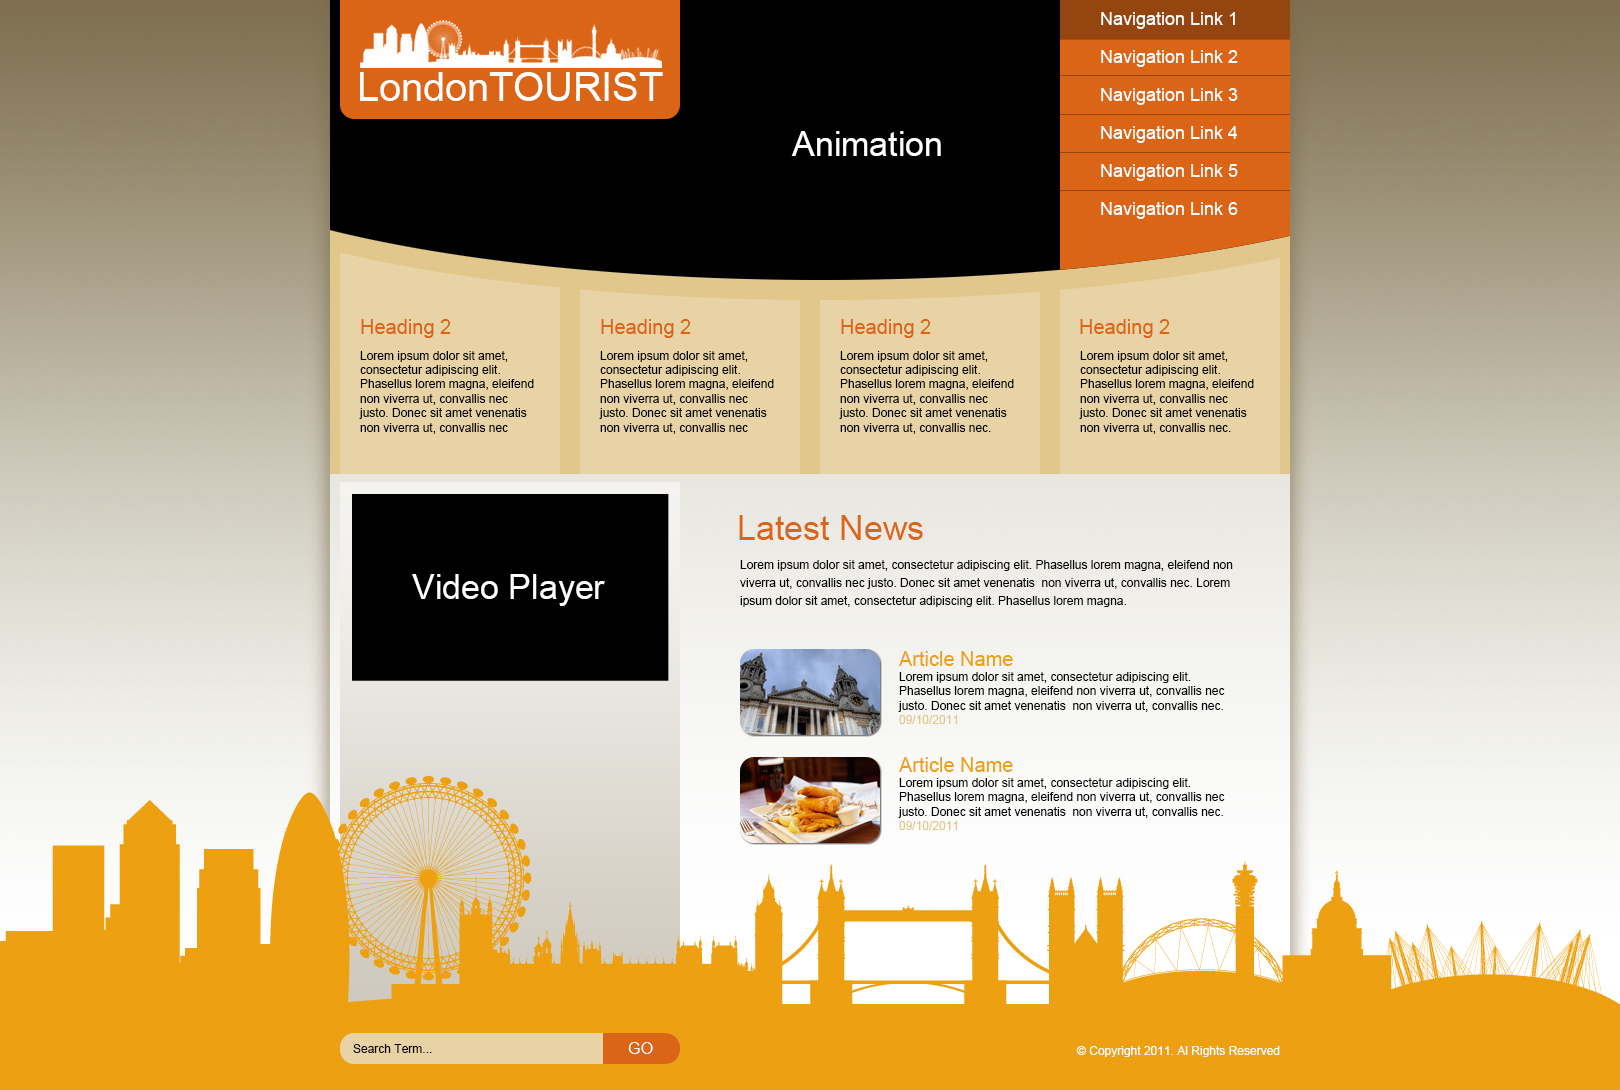 LondonTOURIST
Animation
Navigation Link 1
Navigation Link 2
Navigation Link 3
Navigation Link 4
Navigation Link 5
Navigation Link 6
Heading 2
Lorem ipsum dolor sit amet,
consectetur adipiscing elit.
Phasellus lorem magna, eleifend
non viverra ut, convallis nec
justo. Donec sit amet venenatis
non viverra ut, convallis nec
Heading 2
Lorem ipsum dolor sit amet,
consectetur adipiscing elit.
Phasellus lorem magna, eleifend
non viverra ut, convallis nec
justo. Donec sit amet venenatis
non viverra ut, convallis nec
Heading 2
Lorem ipsum dolor sit amet,
consectetur adipiscing elit.
Phasellus lorem magna, eleifend
non viverra ut, convallis nec
justo. Donec sit amet venenatis
non viverra ut, convallis nec.
Heading 2
Lorem ipsum dolor sit amet,
consectetur adipiscing elit.
Phasellus lorem magna, eleifend
non viverra ut, convallis nec
justo. Donec sit amet venenatis
non viverra ut, convallis nec.
Video Player
Latest News
Lorem ipsum dolor sit amet, consectetur adipiscing elit. Phasellus lorem magna, eleifend non
viverra ut, convallis nec justo. Donec sit amet venenatis  non viverra ut, convallis nec. Lorem
ipsum dolor sit amet, consectetur adipiscing elit. Phasellus lorem magna.
Article Name
Lorem ipsum dolor sit amet, consectetur adipiscing elit.
Phasellus lorem magna, eleifend non viverra ut, convallis nec
justo. Donec sit amet venenatis  non viverra ut, convallis nec.
09/10/2011
Article Name
Lorem ipsum dolor sit amet, consectetur adipiscing elit.
Phasellus lorem magna, eleifend non viverra ut, convallis nec
justo. Donec sit amet venenatis  non viverra ut, convallis nec.
09/10/2011
Search Term...
GO
© Copyright 2011. Al Rights Reserved